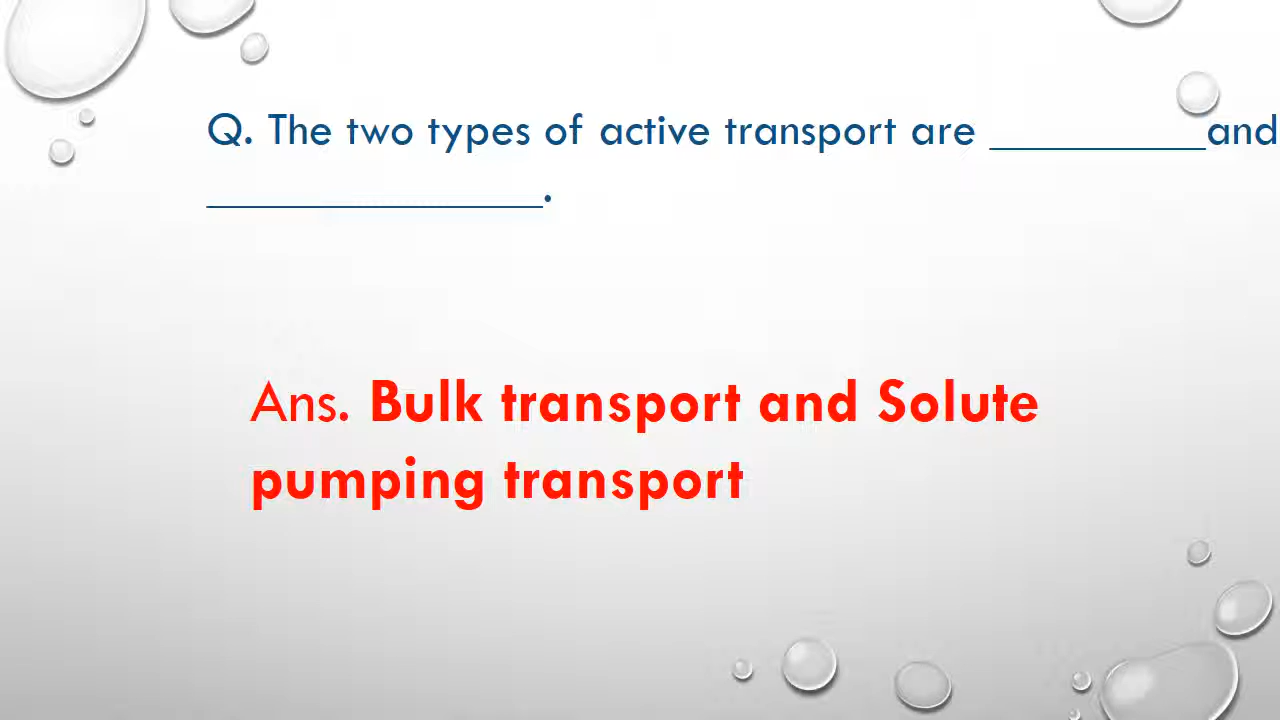 Q. The two types of active transport are __________and
________________.
Ans. Bulk transport and Solute
pumping transport